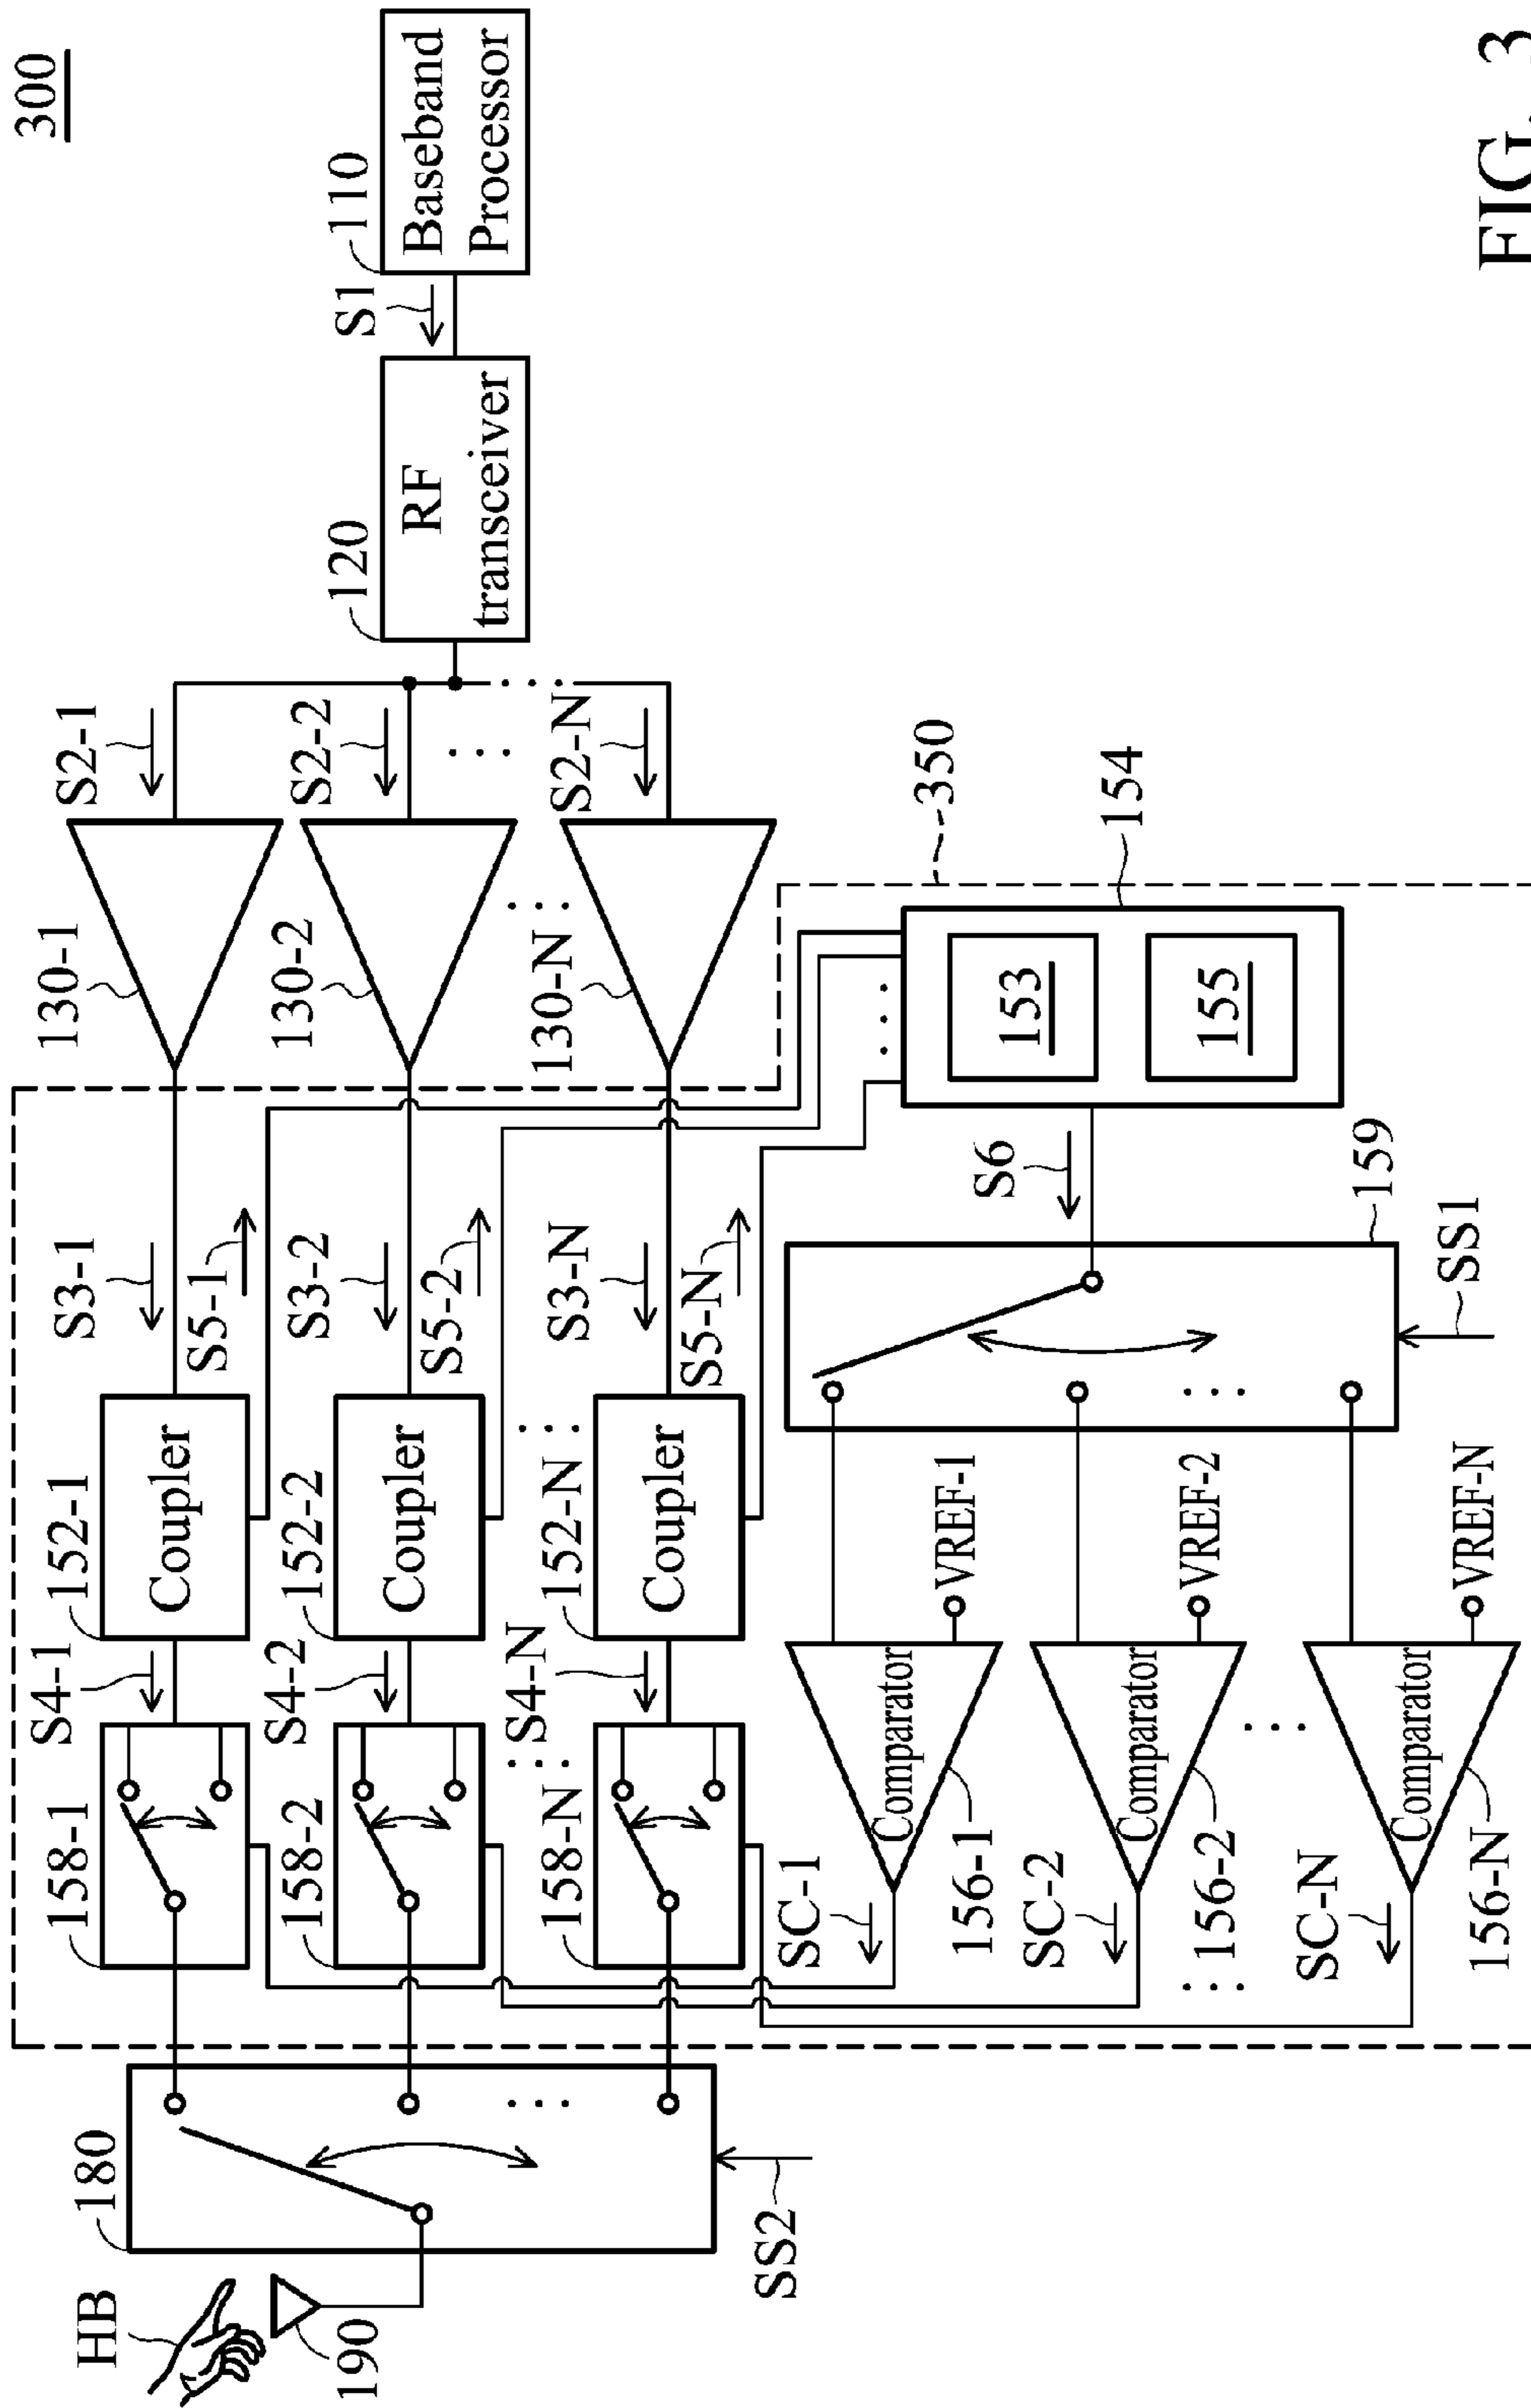 300
HB
180
190
SS2
158-1
158-2
158-N
S4-1
S4-2
S4-N
152-1
Coupler
152-2
Coupler
152-N
Coupler
S3-1
S5-1
S3-2
S5-2
S3-N
S5-N
130-1
130-2
130-N
S2-1
S2-2
S2-N
120
RF
transceiver
S1
110
Baseband
Processor
350
154
153
155
S6
159
SS1
VREF-1
VREF-2
VREF-N
Comparator
Comparator
Comparator
156-1
156-2
156-N
SC-1
SC-2
SC-N
FIG. 3